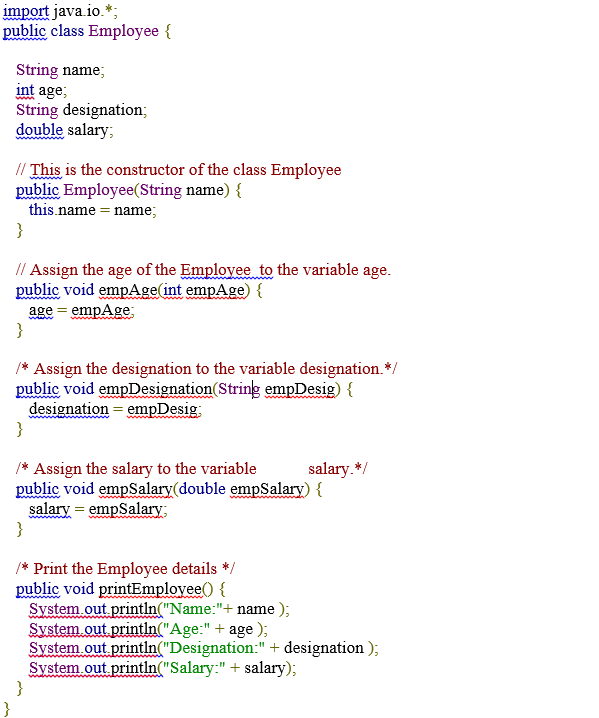 import java.io.*;
public class Employee {
String name;
int age;
String designation;
double salary;
// This is the constructor of the class Employee
public Employee(String name) {
this.name = name;
}
// Assign the age of the Employee  to the variable age.
public void empAge(int empAge) {
age = empAge;
}
/* Assign the designation to the variable designation.*/
public void empDesignation(String empDesig) {
designation = empDesig;
}
/* Assign the salary to the variable            salary.*/
public void empSalary(double empSalary) {
salary = empSalary;
}
/* Print the Employee details */
public void printEmployee() {
System.out.println("Name:"+ name );
System.out.println("Age:" + age );
System.out.println("Designation:" + designation );
System.out.println("Salary:" + salary);
}
}